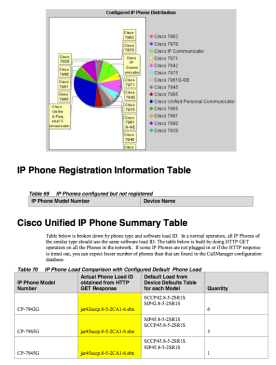 Configured IP Phone Distribution
Cisco 7962
Cisco 7970
Cisco IP Communicator
Cisco 7971
Cisco 7942
Cisco 7975
Cisco 7961G-GE
Cisco 7945
Cisco 7965
Cisco Unified Personal Communicator
Cisco 7965
Cisco 7961
Cisco 7960
Cisco 7920
IP Phone Registration Information Table
Table 69 IP Phones configured but not registered
IP Phone Model Number Device Name
Cisco Unified IP Phone Summary Table
Table below is broken down by phone type and software load ID. In a normal operation, all IP Phones of
the similar type should use the same software load ID. The table below is built by doing HTTP GET
operation on all the Phones in the network. If some IP Phones are not plugged in or if the HTTP response
is timed out, you can expect lesser number of phones than that are found in the CallManager configuration
database.
Table 70 IP Phone Load Comparison with Configured Default Phone Load
IP Phone Model Number Actual Phone Load ID obtained from HTTP GET Response Default Load from Device Defaults Table for each Model Quantity
SCCP42.8-5-2SR1S
SIP42.8-5-2SR1S
CP-7942G jar42sccp.8-5-2CA1-6.sbn 6
SIP45.8-5-2SR1S
SCCP45.8-5-2SR1S
CP-7965G jar45sccp.8-5-2CA1-6.sbn 3
SCCP45.8-5-2SR1S
SIP45.8-5-2SR1S
CP-7945G jar45sccp.8-5-2CA1-6.sbn 1